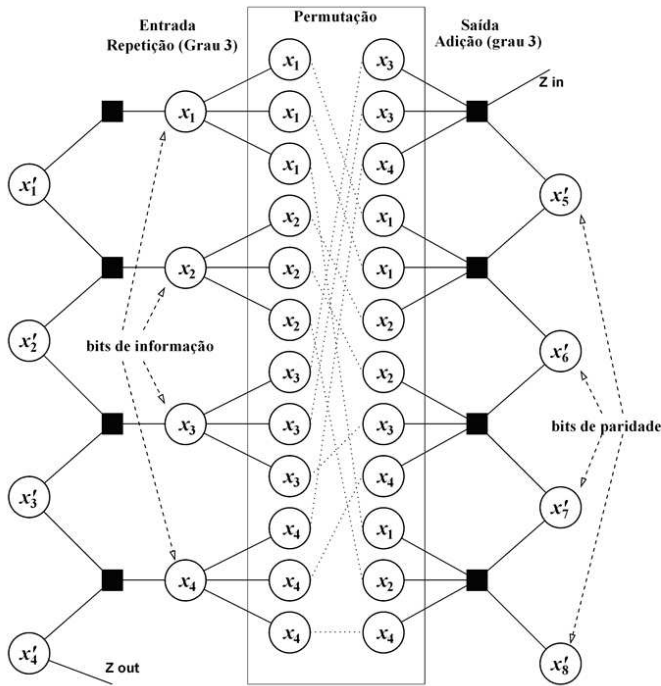 Entrada
Repetição (Grau 3)
Permutação
Saída
Adição (grau 3)
x1
x1
x1
x2
x2
x2
x3
x3
x3
x4
x4
x4
x3
x3
x4
x1
x1
x2
x2
x3
x4
x1
x2
x4
x1
x2
x3
x4
x'1
x'2
x'3
x'4
x'5
x'6
x'7
x'8
z in
z out
bits de informação
bits de paridade